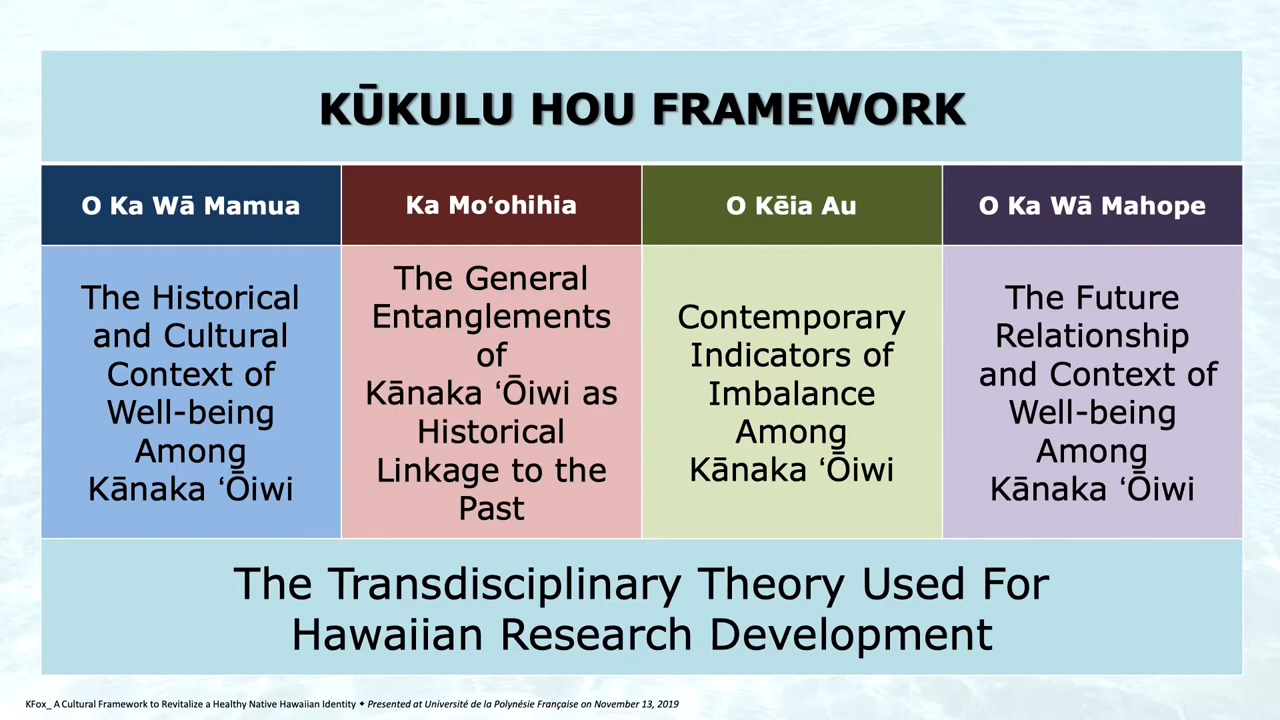 KŪKULU HOU FRAMEWORK
O Ka Wā Mamua
Ka Moʻohihia
O Kēia Au
O Ka Wā Mahope
The Historical
and Cultural
Context of
Well-being
Among
Kānaka ʻŌiwi
The General
Entanglements
of
Kānaka ʻŌiwi as
Historical
Linkage to the
Past
Contemporary
Indicators of
Imbalance
Among
Kānaka ʻŌiwi
The Future
Relationship
and Context of
Well-being
Among
Kānaka ʻŌiwi
The Transdisciplinary Theory Used For
Hawaiian Research Development
KFox_ A Cultural Framework to Revitalize a Healthy Native Hawaiian Identity ◆ Presented at Université de la Polynésie Française on November 13, 2019